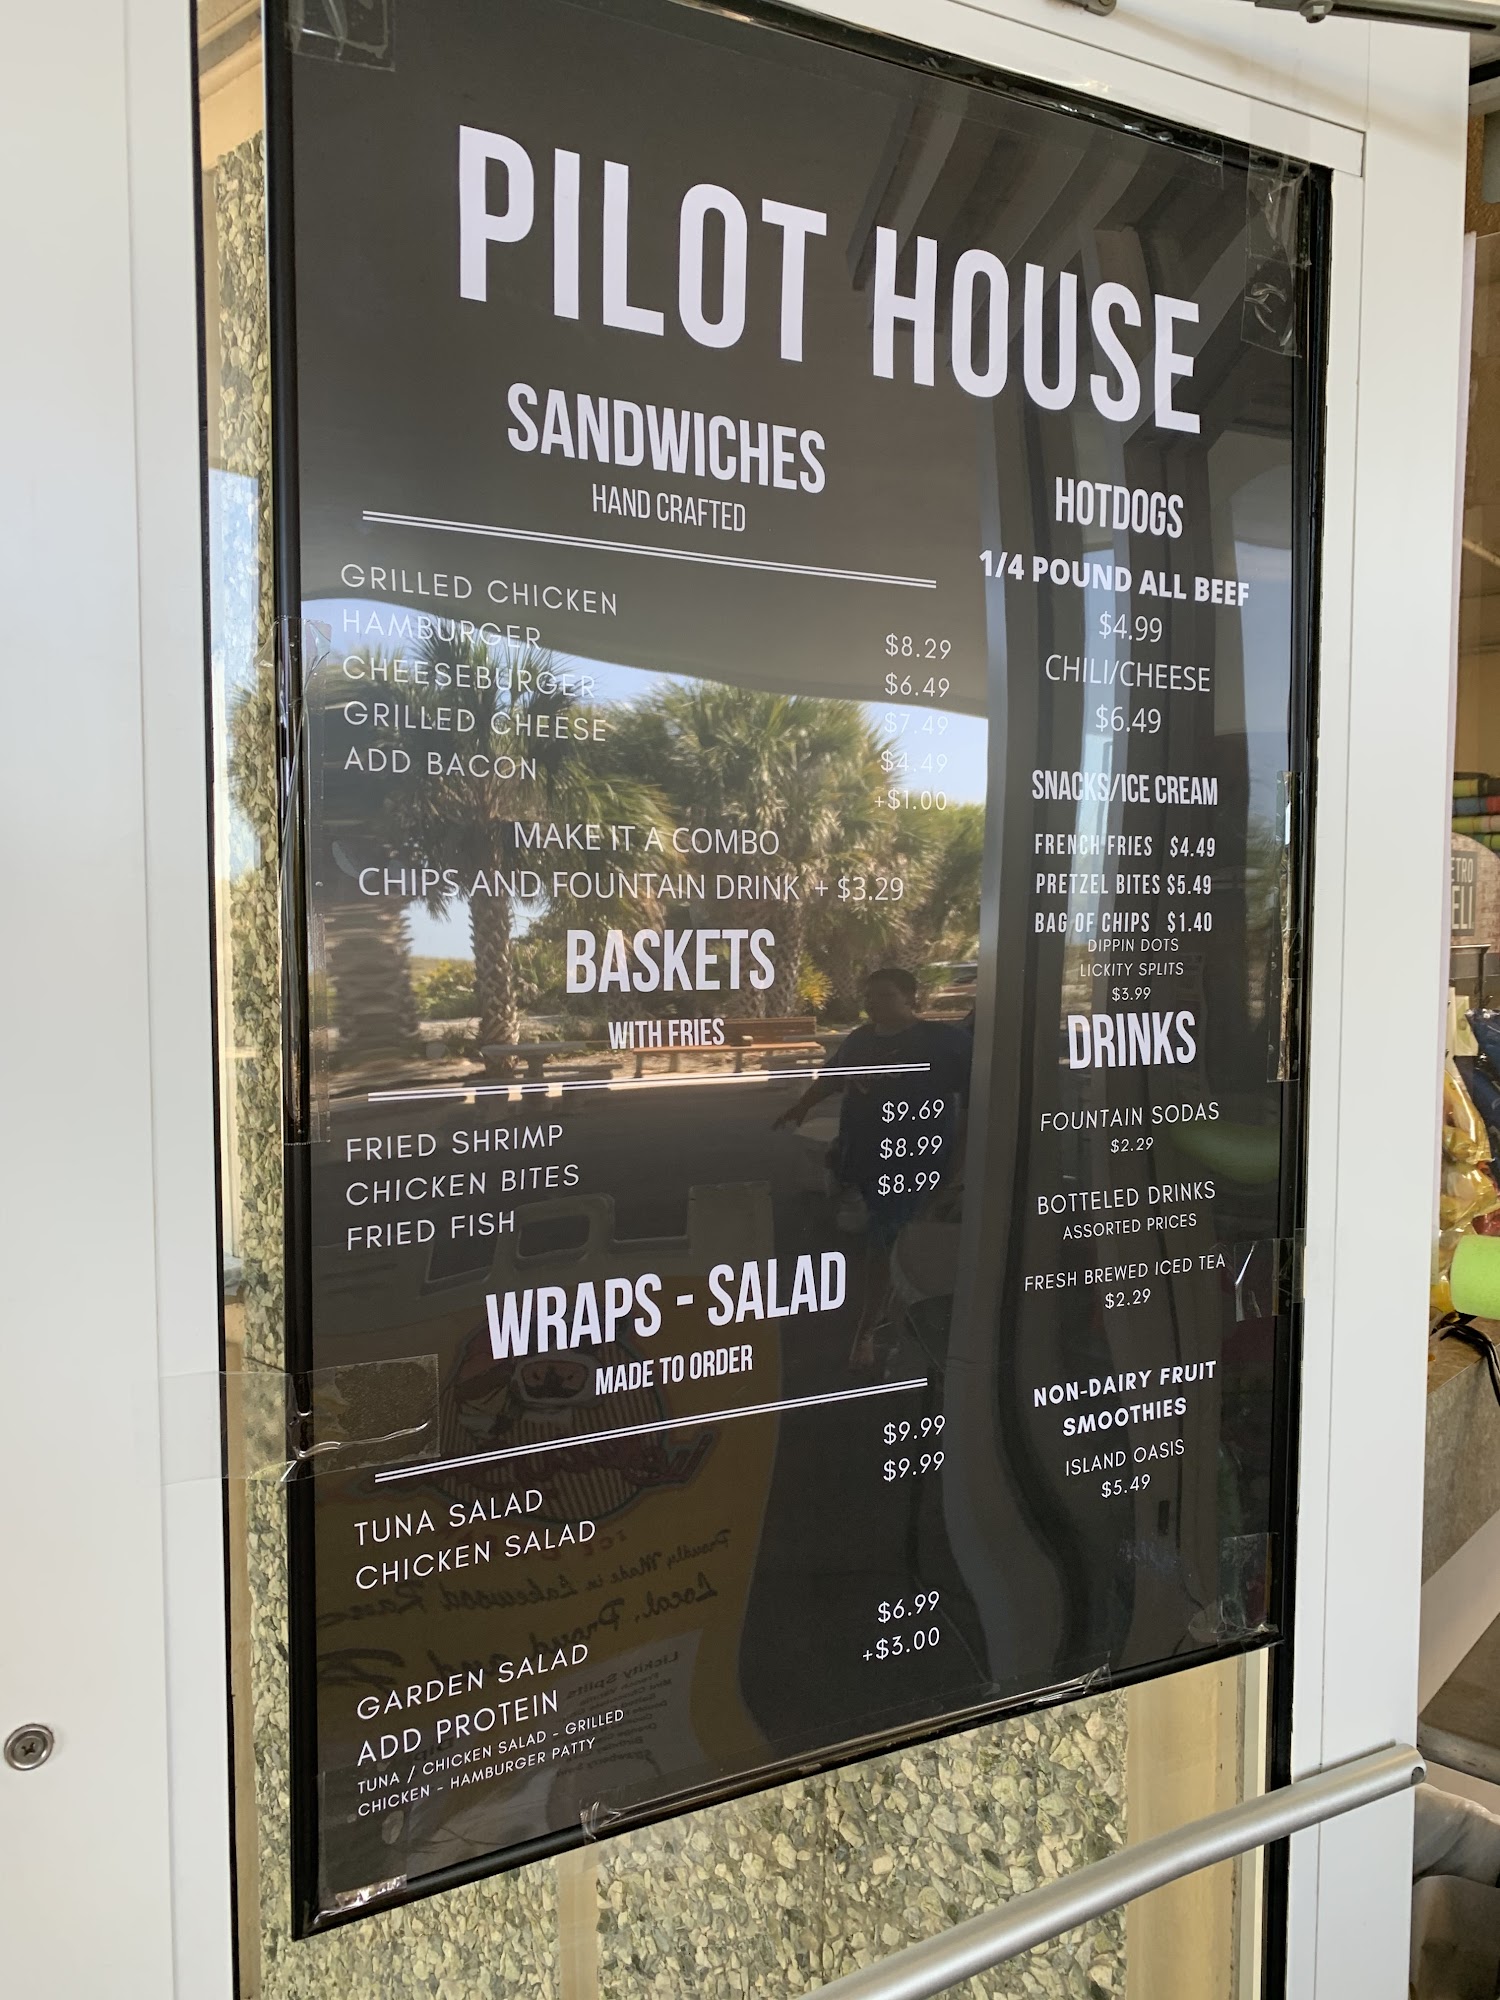 PILOT HOUSE
SANDWICHES
HAND CRAFTED
GRILLED CHICKEN $8.29
HAMBURGER $6.49
CHEESEBURGER $7.49
GRILLED CHEESE $4.49
ADD BACON +$1.00
MAKE IT A COMBO
CHIPS AND FOUNTAIN DRINK + $3.29
BASKETS
WITH FRIES
FRIED SHRIMP $9.69
CHICKEN BITES $8.99
FRIED FISH $8.99
WRAPS - SALAD
MADE TO ORDER
TUNA SALAD $9.99
CHICKEN SALAD $9.99
GARDEN SALAD $6.99
ADD PROTEIN +$3.00
TUNA / CHICKEN SALAD - GRILLED
CHICKEN - HAMBURGER PATTY
HOTDOGS
1/4 POUND ALL BEEF
$4.99
CHILI/CHEESE
$6.49
SNACKS/ICE CREAM
FRENCH FRIES $4.49
PRETZEL BITES $5.49
BAG OF CHIPS $1.40
DIPPIN DOTS
LICKITY SPLITS
$3.99
DRINKS
FOUNTAIN SODAS
$2.29
BOTTELED DRINKS
ASSORTED PRICES
FRESH BREWED ICED TEA
$2.29
NON-DAIRY FRUIT
SMOOTHIES
ISLAND OASIS
$5.49